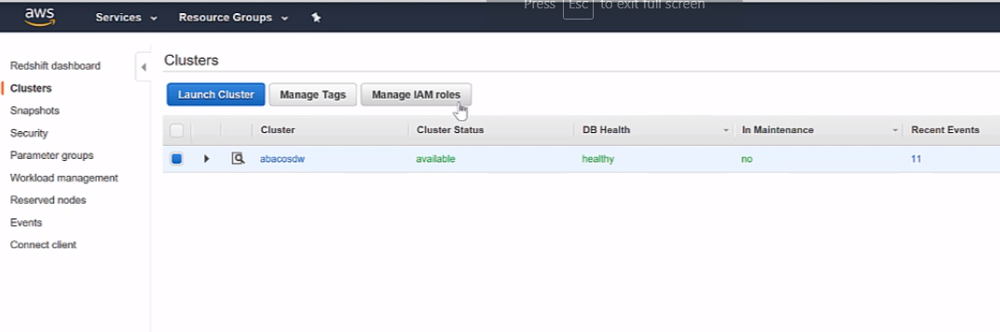 Press Esc to exit full screen
aws Services Resource Groups
Redshift dashboard
Clusters
Snapshots
Security
Parameter groups
Workload management
Reserved nodes
Events
Connect client
Clusters
Launch Cluster Manage Tags Manage IAM roles
Cluster Cluster Status DB Health In Maintenance Recent Events
abacosdw available healthy no 11